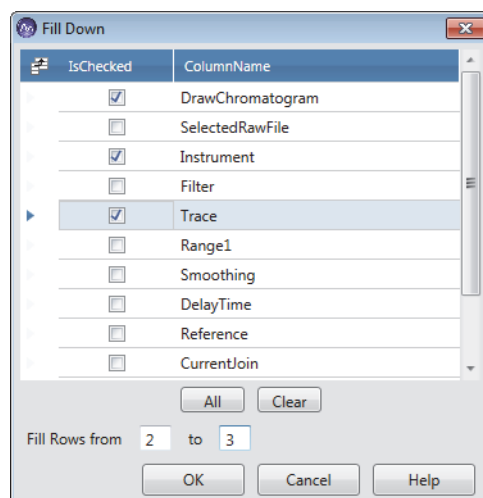 Fill Down
IsChecked ColumnName
DrawChromatogram
SelectedRawFile
Instrument
Filter
Trace
Range1
Smoothing
DelayTime
Reference
CurrentJoin
All Clear
Fill Rows from 2 to 3
OK Cancel Help